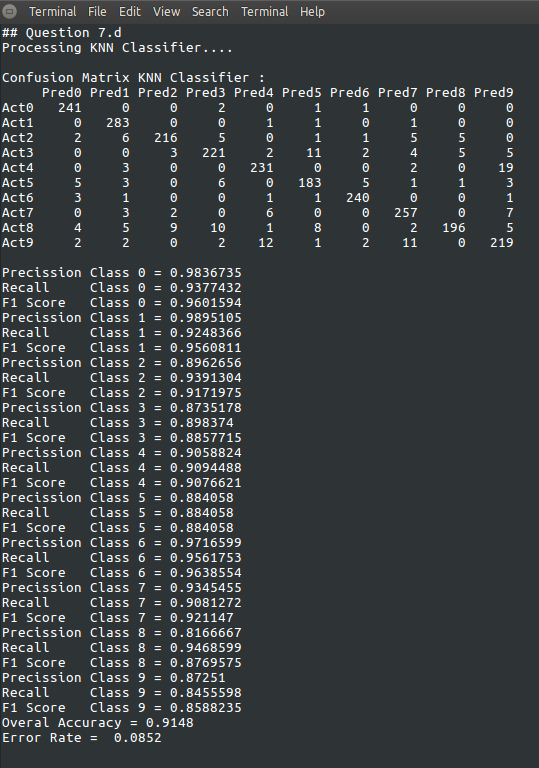 Terminal File Edit View Search Terminal Help
## Question 7.d
Processing KNN Classifier....
Confusion Matrix KNN Classifier :
Pred0 Pred1 Pred2 Pred3 Pred4 Pred5 Pred6 Pred7 Pred8 Pred9
Act0 241 0 0 2 0 1 1 0 0 0
Act1 0 283 0 0 1 1 0 1 0 0
Act2 2 6 216 5 0 1 1 5 5 0
Act3 0 0 3 221 2 11 2 4 5 5
Act4 0 3 0 0 231 0 0 2 0 19
Act5 5 3 0 6 0 183 5 1 1 3
Act6 3 1 0 0 1 1 240 0 0 1
Act7 0 3 2 0 6 0 0 257 0 7
Act8 4 5 9 10 1 8 0 2 196 5
Act9 2 2 0 2 12 1 2 11 0 219
Precission Class 0 = 0.9836735
Recall Class 0 = 0.9377432
F1 Score Class 0 = 0.9601594
Precission Class 1 = 0.9895105
Recall Class 1 = 0.9248366
F1 Score Class 1 = 0.9560811
Precission Class 2 = 0.8962656
Recall Class 2 = 0.9391304
F1 Score Class 2 = 0.9171975
Precission Class 3 = 0.8735178
Recall Class 3 = 0.898374
F1 Score Class 3 = 0.8857715
Precission Class 4 = 0.9058824
Recall Class 4 = 0.9094488
F1 Score Class 4 = 0.9076621
Precission Class 5 = 0.884058
Recall Class 5 = 0.884058
F1 Score Class 5 = 0.884058
Precission Class 6 = 0.9716599
Recall Class 6 = 0.9561753
F1 Score Class 6 = 0.9638554
Precission Class 7 = 0.9345455
Recall Class 7 = 0.9081272
F1 Score Class 7 = 0.921147
Precission Class 8 = 0.8166667
Recall Class 8 = 0.9468599
F1 Score Class 8 = 0.8769575
Precission Class 9 = 0.87251
Recall Class 9 = 0.8455598
F1 Score Class 9 = 0.8588235
Overal Accuracy = 0.9148
Error Rate = 0.0852